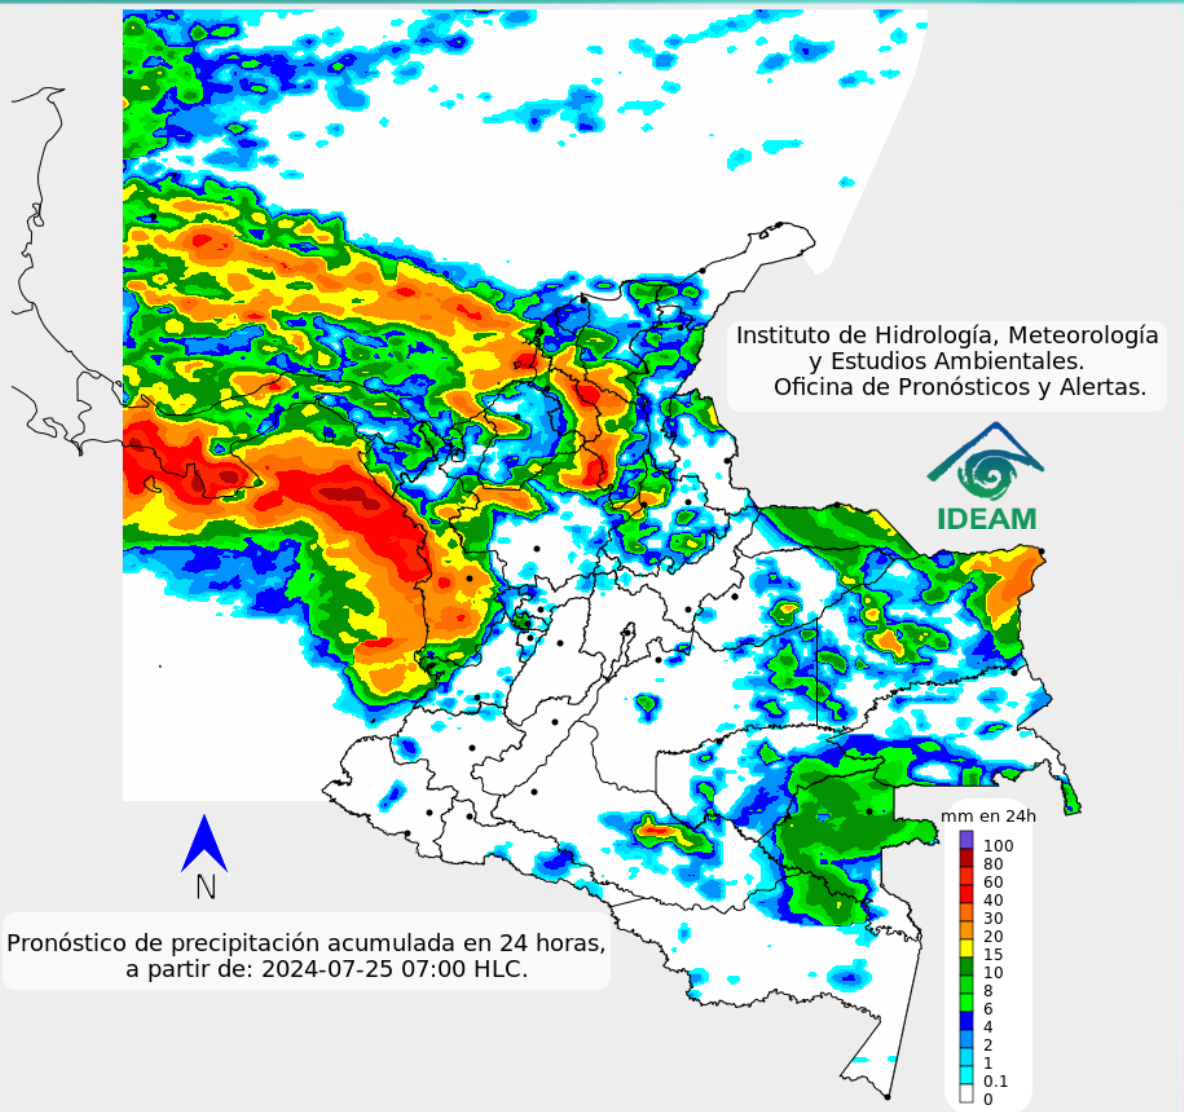 Instituto de Hidrología, Meteorología
y Estudios Ambientales.
Oficina de Pronósticos y Alertas.
IDEAM
mm en 24h
100
80
60
40
30
20
15
10
8
6
4
2
1
0.1
0
N
Pronóstico de precipitación acumulada en 24 horas,
a partir de: 2024-07-25 07:00 HLC.